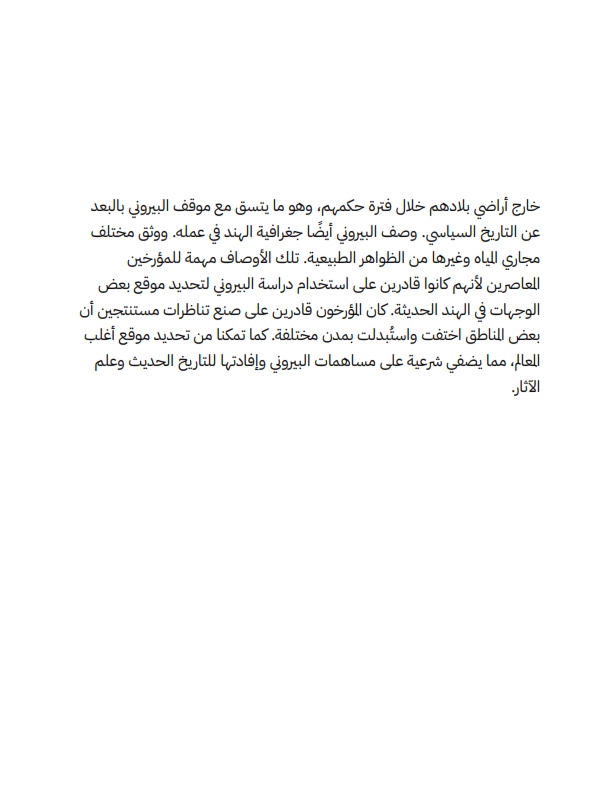 خارج أراضي بلادهم خلال فترة حكمهم، وهو ما يتسق مع موقف البيروني بالبعد
عن التاريخ السياسي. وصف البيروني أيضًا جغرافية الهند في عمله. ووثق مختلف
مجاري المياه وغيرها من الظواهر الطبيعية. تلك الأوصاف مهمة للمؤرخين
المعاصرين لأنهم كانوا قادرين على استخدام دراسة البيروني لتحديد موقع بعض
الوجهات في الهند الحديثة. كان المؤرخون قادرين على صنع تناظرات مستنتجين أن
بعض المناطق اختفت واستُبدلت بمدن مختلفة. كما تمكنا من تحديد موقع أغلب
المعالم، مما يضفي شرعية على مساهمات البيروني وإفادتها للتاريخ الحديث وعلم
الآثار.